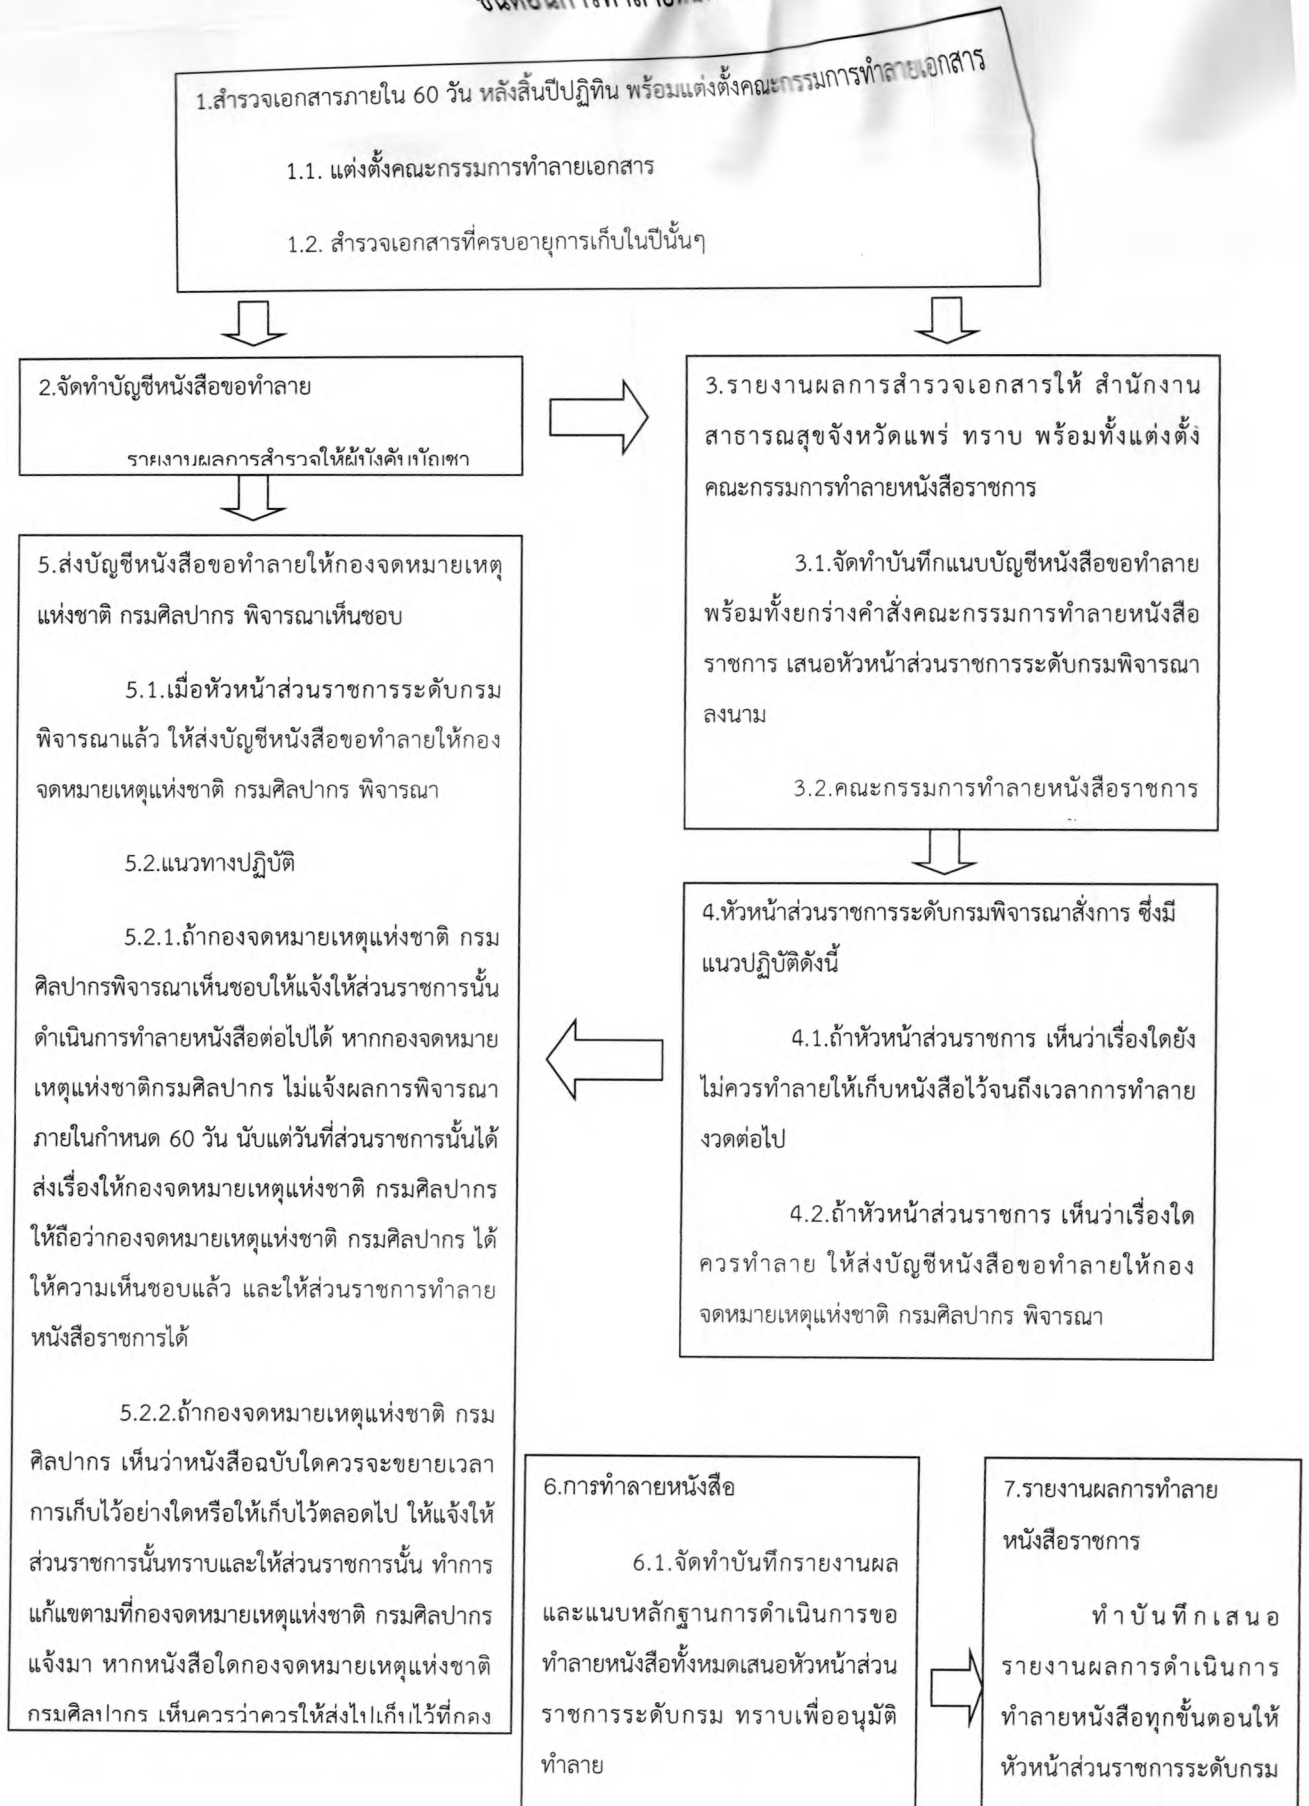 1.สำรวจเอกสารภายใน 60 วัน หลังสิ้นปีปฏิทิน พร้อมแต่งตั้งคณะกรรมการทำลายเอกสาร
1.1. แต่งตั้งคณะกรรมการทำลายเอกสาร
1.2. สำรวจเอกสารที่ครบอายุการเก็บในปีนั้นๆ
2.จัดทำบัญชีหนังสือขอทำลาย
รายงานผลการสำรวจให้ผู้บังคับบัญชา
3.รายงานผลการสำรวจเอกสารให้ สำนักงาน
สาธารณสุขจังหวัดแพร่ ทราบ พร้อมทั้งแต่งตั้ง
คณะกรรมการทำลายหนังสือราชการ
3.1.จัดทำบันทึกแนบบัญชีหนังสือขอทำลาย
พร้อมทั้งยกร่างคำสั่งคณะกรรมการทำลายหนังสือ
ราชการ เสนอหัวหน้าส่วนราชการระดับกรมพิจารณา
ลงนาม
3.2.คณะกรรมการทำลายหนังสือราชการ
4.หัวหน้าส่วนราชการระดับกรมพิจารณาสั่งการ ซึ่งมี
แนวปฏิบัติดังนี้
4.1.ถ้าหัวหน้าส่วนราชการ เห็นว่าเรื่องใดยัง
ไม่ควรทำลายให้เก็บหนังสือไว้จนถึงเวลาการทำลาย
งวดต่อไป
4.2.ถ้าหัวหน้าส่วนราชการ เห็นว่าเรื่องใด
ควรทำลาย ให้ส่งบัญชีหนังสือขอทำลายให้กอง
จดหมายเหตุแห่งชาติ กรมศิลปากร พิจารณา
5.ส่งบัญชีหนังสือขอทำลายให้กองจดหมายเหตุ
แห่งชาติ กรมศิลปากร พิจารณาเห็นชอบ
5.1.เมื่อหัวหน้าส่วนราชการระดับกรม
พิจารณาแล้ว ให้ส่งบัญชีหนังสือขอทำลายให้กอง
จดหมายเหตุแห่งชาติ กรมศิลปากร พิจารณา
5.2.แนวทางปฏิบัติ
5.2.1.ถ้ากองจดหมายเหตุแห่งชาติ กรม
ศิลปากรพิจารณาเห็นชอบให้แจ้งให้ส่วนราชการนั้น
ดำเนินการทำลายหนังสือต่อไปได้ หากกองจดหมาย
เหตุแห่งชาติกรมศิลปากร ไม่แจ้งผลการพิจารณา
ภายในกำหนด 60 วัน นับแต่วันที่ส่วนราชการนั้นได้
ส่งเรื่องให้กองจดหมายเหตุแห่งชาติ กรมศิลปากร
ให้ถือว่ากองจดหมายเหตุแห่งชาติ กรมศิลปากร ได้
ให้ความเห็นชอบแล้ว และให้ส่วนราชการทำลาย
หนังสือราชการได้
5.2.2.ถ้ากองจดหมายเหตุแห่งชาติ กรม
ศิลปากร เห็นว่าหนังสือฉบับใดควรจะขยายเวลา
การเก็บไว้อย่างใดหรือให้เก็บไว้ตลอดไป ให้แจ้งให้
ส่วนราชการนั้นทราบและให้ส่วนราชการนั้น ทำการ
แก้แขตามที่กองจดหมายเหตุแห่งชาติ กรมศิลปากร
แจ้งมา หากหนังสือใดกองจดหมายเหตุแห่งชาติ
กรมศิลปากร เห็นควรว่าควรให้ส่งไปเก็บไว้ที่กอง
6.การทำลายหนังสือ
6.1.จัดทำบันทึกรายงานผล
และแนบหลักฐานการดำเนินการขอ
ทำลายหนังสือทั้งหมดเสนอหัวหน้าส่วน
ราชการระดับกรม ทราบเพื่ออนุมัติ
ทำลาย
7.รายงานผลการทำลาย
หนังสือราชการ
ทำบันทึกเสนอ
รายงานผลการดำเนินการ
ทำลายหนังสือทุกขั้นตอนให้
หัวหน้าส่วนราชการระดับกรม